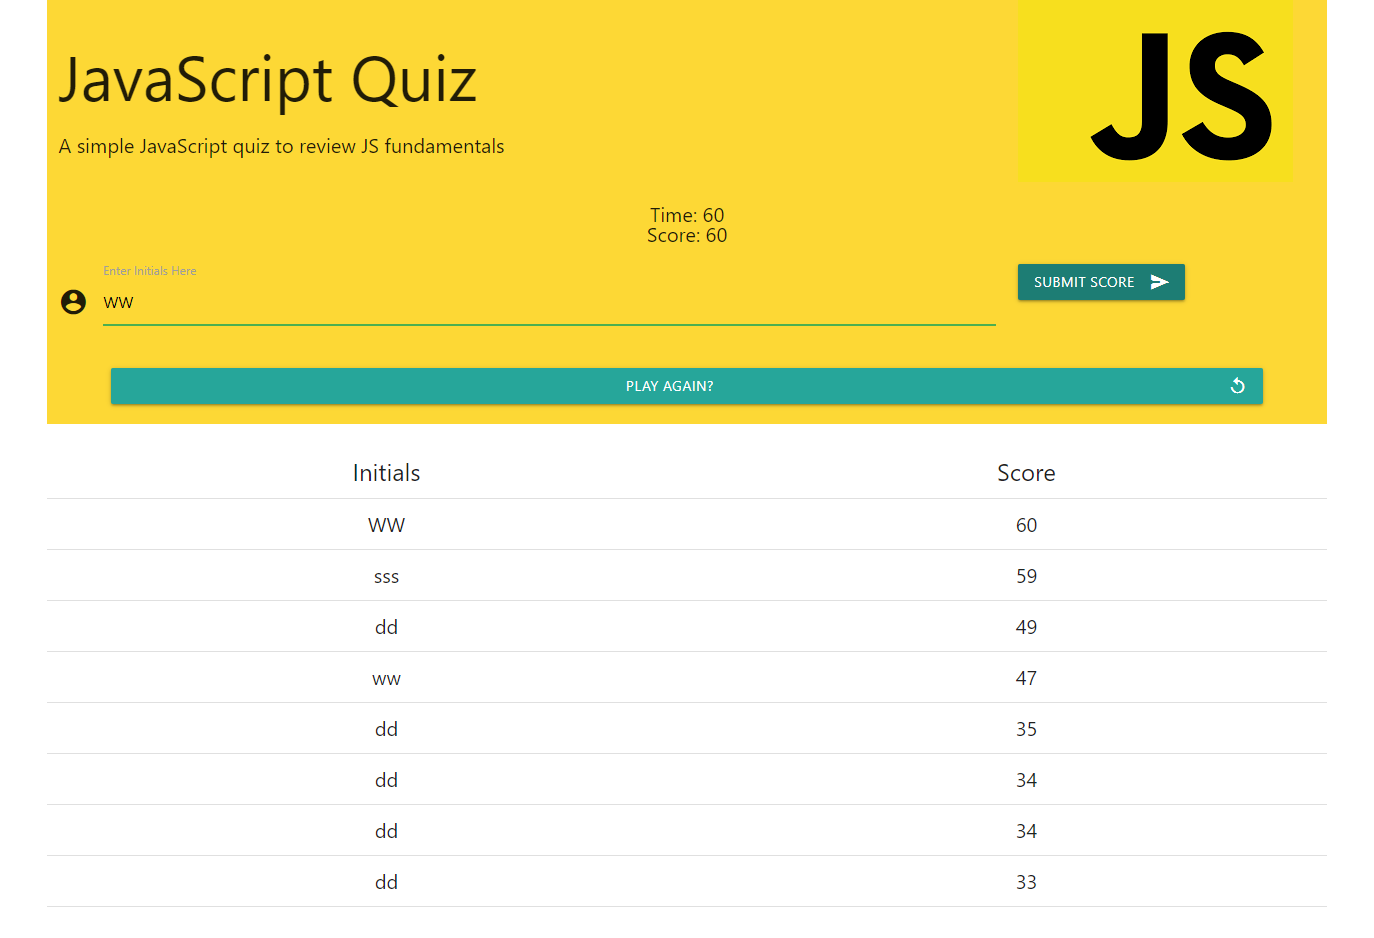 JavaScript Quiz
JS
A simple JavaScript quiz to review JS fundamentals
Time: 60
Score: 60
Enter Initials Here
WW
SUBMIT SCORE
PLAY AGAIN?
Initials Score
WW 60
sss 59
dd 49
ww 47
dd 35
dd 34
dd 34
dd 33